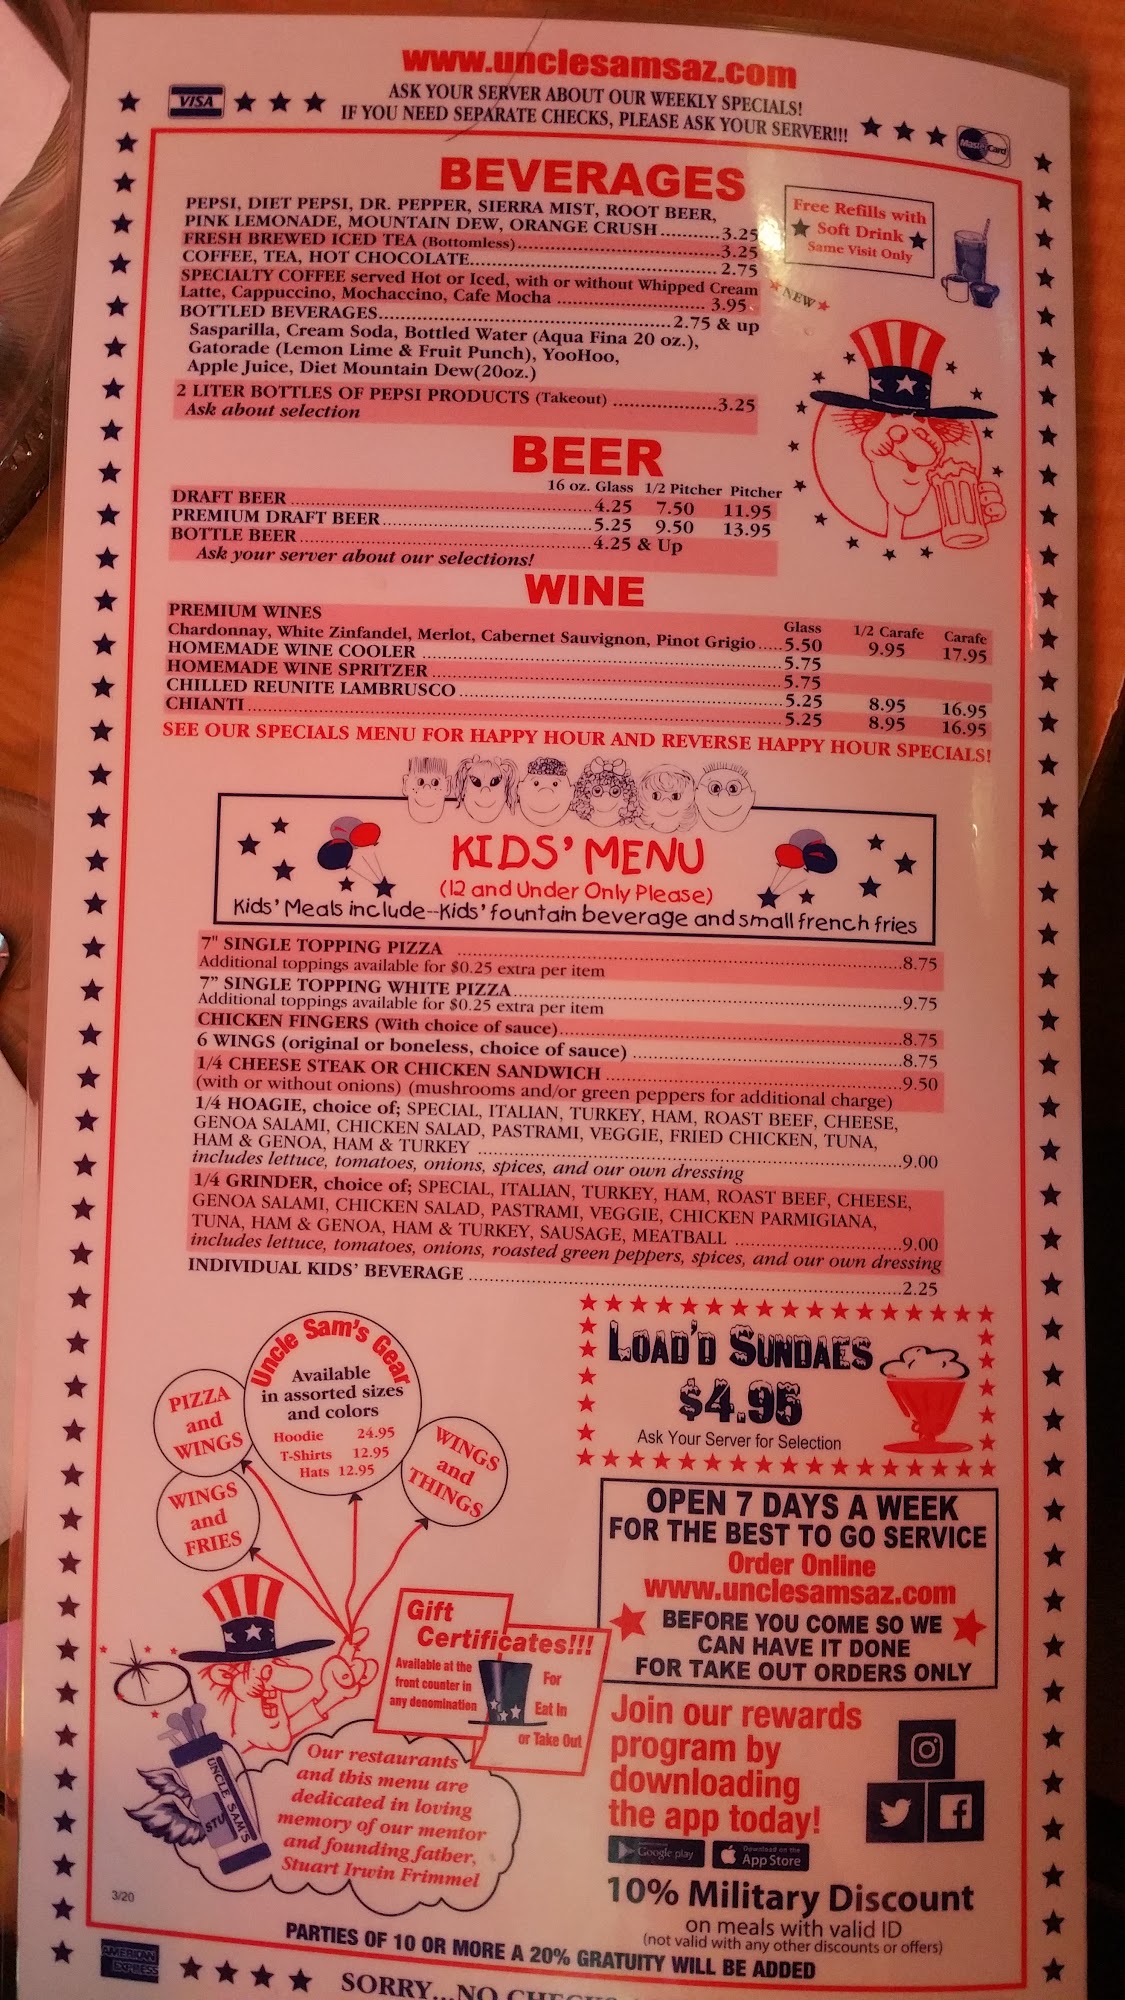 www.unclesamsaz.com
ASK YOUR SERVER ABOUT OUR WEEKLY SPECIALS!
VISA
IF YOU NEED SEPARATE CHECKS, PLEASE ASK YOUR SERVER!!!
MasterCard
BEVERAGES
PEPSI, DIET PEPSI, DR. PEPPER, SIERRA MIST, ROOT BEER,
PINK LEMONADE, MOUNTAIN DEW, ORANGE CRUSH..........3.25
FRESH BREWED ICED TEA (Bottomless)..........3.25
COFFEE, TEA, HOT CHOCOLATE..........2.75
SPECIALTY COFFEE served Hot or Iced, with or without Whipped Cream
Latte, Cappuccino, Mochaccino, Cafe Mocha ..........3.95
NEW
BOTTLED BEVERAGES..........2.75 & up
Sasparilla, Cream Soda, Bottled Water (Aqua Fina 20 oz.),
Gatorade (Lemon Lime & Fruit Punch), YooHoo,
Apple Juice, Diet Mountain Dew(20oz.)
2 LITER BOTTLES OF PEPSI PRODUCTS (Takeout) ..........3.25
Ask about selection
Free Refills with
Soft Drink
Same Visit Only
BEER
16 oz. Glass 1/2 Pitcher Pitcher
DRAFT BEER..........4.25 7.50 11.95
PREMIUM DRAFT BEER..........5.25 9.50 13.95
BOTTLE BEER..........4.25 & Up
Ask your server about our selections!
WINE
PREMIUM WINES
Glass 1/2 Carafe Carafe
Chardonnay, White Zinfandel, Merlot, Cabernet Sauvignon, Pinot Grigio.....5.50 9.95 17.95
HOMEMADE WINE COOLER ..........5.75
HOMEMADE WINE SPRITZER ..........5.75
CHILLED REUNITE LAMBRUSCO..........5.25 8.95 16.95
CHIANTI..........5.25 8.95 16.95
SEE OUR SPECIALS MENU FOR HAPPY HOUR AND REVERSE HAPPY HOUR SPECIALS!
KIDS' MENU
(12 and Under Only Please)
Kids' Meals include--Kids' fountain beverage and small french fries
7" SINGLE TOPPING PIZZA ..........8.75
Additional toppings available for $0.25 extra per item
7" SINGLE TOPPING WHITE PIZZA..........9.75
Additional toppings available for $0.25 extra per item
CHICKEN FINGERS (With choice of sauce)..........8.75
6 WINGS (original or boneless, choice of sauce) ..........8.75
1/4 CHEESE STEAK OR CHICKEN SANDWICH ..........9.50
(with or without onions) (mushrooms and/or green peppers for additional charge)
1/4 HOAGIE, choice of; SPECIAL, ITALIAN, TURKEY, HAM, ROAST BEEF, CHEESE,
GENOA SALAMI, CHICKEN SALAD, PASTRAMI, VEGGIE, FRIED CHICKEN, TUNA,
HAM & GENOA, HAM & TURKEY ..........9.00
includes lettuce, tomatoes, onions, spices, and our own dressing
1/4 GRINDER, choice of; SPECIAL, ITALIAN, TURKEY, HAM, ROAST BEEF, CHEESE,
GENOA SALAMI, CHICKEN SALAD, PASTRAMI, VEGGIE, CHICKEN PARMIGIANA,
TUNA, HAM & GENOA, HAM & TURKEY, SAUSAGE, MEATBALL ..........9.00
includes lettuce, tomatoes, onions, roasted green peppers, spices, and our own dressing
INDIVIDUAL KIDS' BEVERAGE ..........2.25
Uncle Sam's Gear
Available
in assorted sizes
and colors
Hoodie 24.95
T-Shirts 12.95
Hats 12.95
PIZZA
and
WINGS
WINGS
and
FRIES
WINGS
and
THINGS
LOAD'D SUNDAES
$4.95
Ask Your Server for Selection
OPEN 7 DAYS A WEEK
FOR THE BEST TO GO SERVICE
Order Online
www.unclesamsaz.com
BEFORE YOU COME SO WE
CAN HAVE IT DONE
FOR TAKE OUT ORDERS ONLY
Gift
Certificates!!!
Available at the
front counter in
any denomination
For
Eat In
or Take Out
UNCLE SAM'S
STU
Our restaurants
and this menu are
dedicated in loving
memory of our mentor
and founding father,
Stuart Irwin Frimmel
Join our rewards
program by
downloading
the app today!
Google play
Download on the
App Store
10% Military Discount
on meals with valid ID
(not valid with any other discounts or offers)
3/20
PARTIES OF 10 OR MORE A 20% GRATUITY WILL BE ADDED
AMERICAN
EXPRESS
SORRY...NO CHECKS